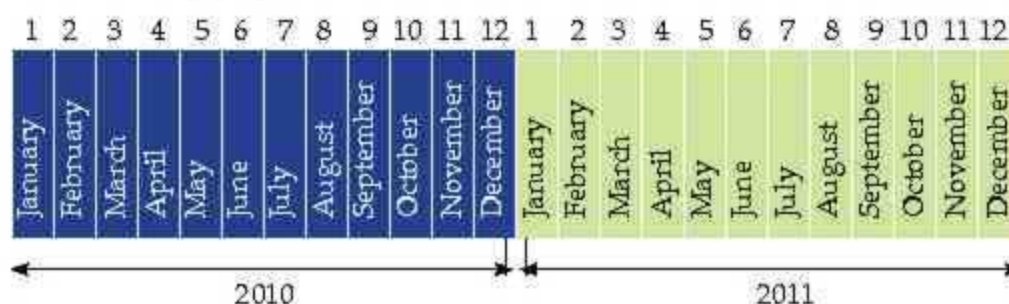 1 2 3 4 5 6 7 8 9 10 11 12 1 2 3 4 5 6 7 8 9 10 11 12
January February March April May June July August September October November December January February March April May June July August September October November December
2010 2011